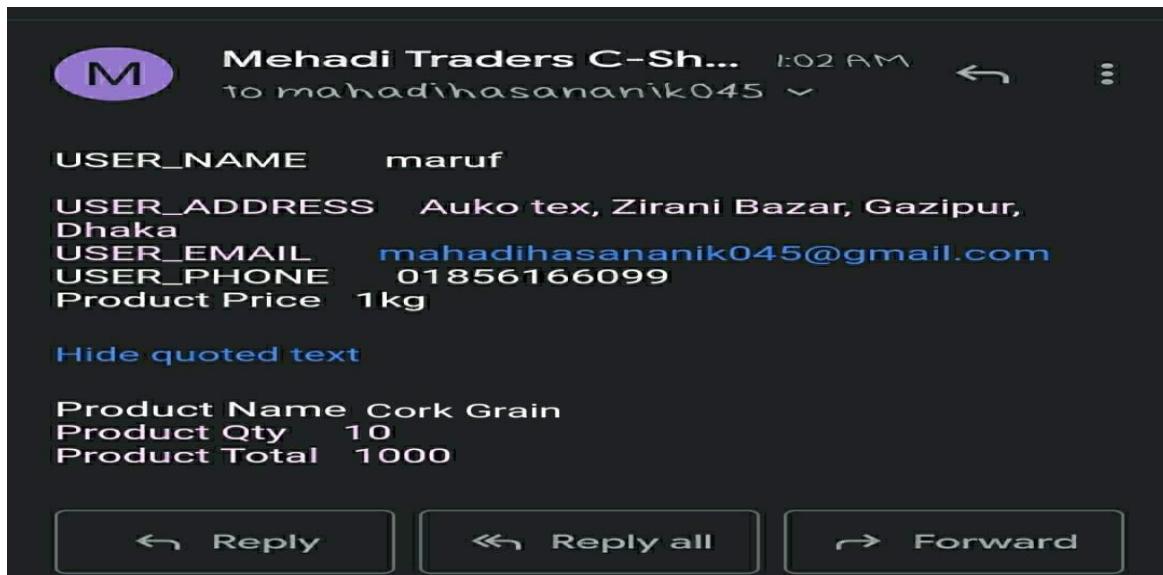 M
Mehadi Traders C-Sh... 1:02 AM
to mahadihasananik045
USER_NAME maruf
USER_ADDRESS Auko tex, Zirani Bazar, Gazipur,
Dhaka
USER_EMAIL mahadihasananik045@gmail.com
USER_PHONE 01856166099
Product Price 1kg
Hide quoted text
Product Name Cork Grain
Product Qty 10
Product Total 1000
Reply Reply all Forward